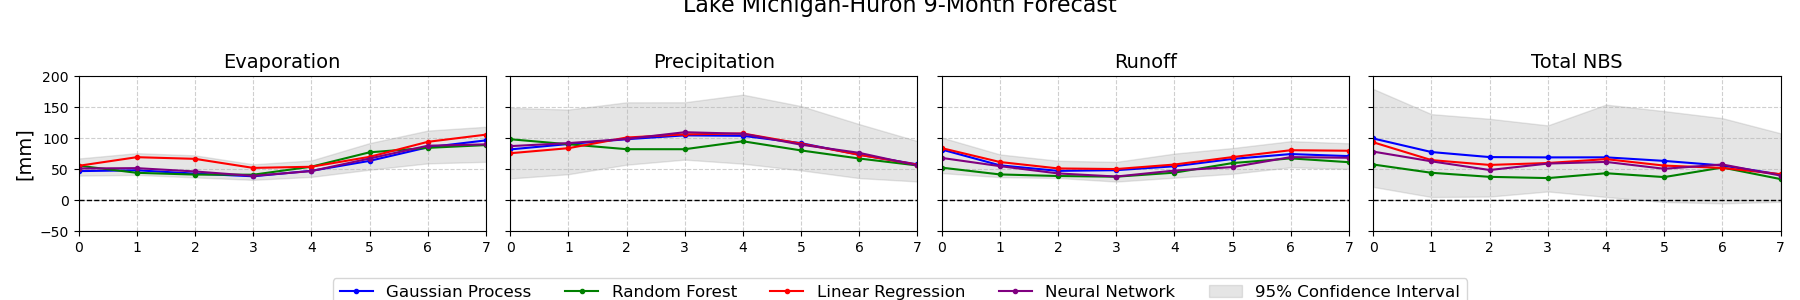 Lake Michigan-Huron 9-Month Forecast
Evaporation Precipitation Runoff Total NBS
200
150
100
50
0
−50
[mm]
0 1 2 3 4 5 6 7 0 1 2 3 4 5 6 7 0 1 2 3 4 5 6 7 0 1 2 3 4 5 6 7
Gaussian Process Random Forest Linear Regression Neural Network 95% Confidence Interval